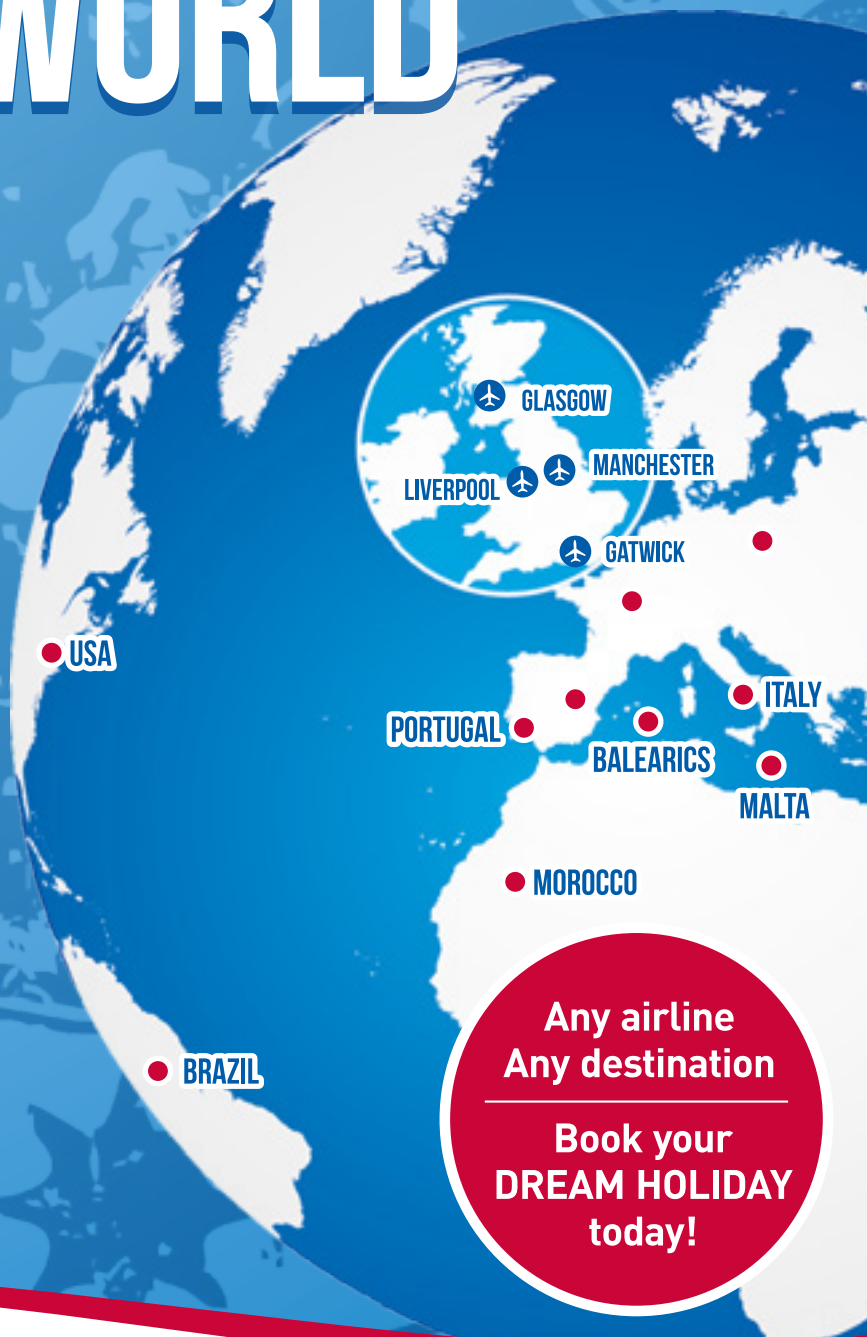 WORLD
GLASGOW
MANCHESTER
LIVERPOOL
GATWICK
USA
ITALY
PORTUGAL
BALEARICS
MALTA
MOROCCO
BRAZIL
Any airline
Any destination
Book your
DREAM HOLIDAY
today!